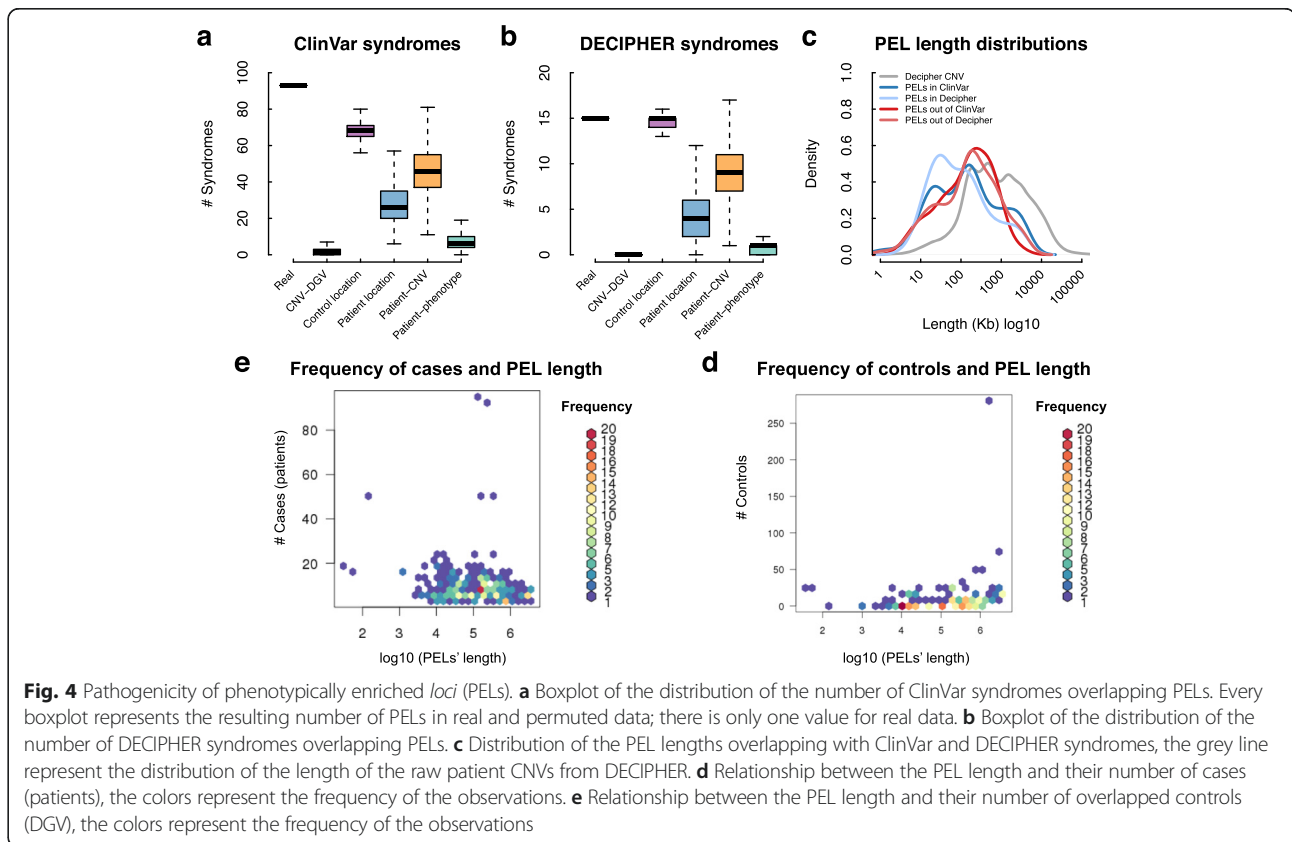 a
ClinVar syndromes
# Syndromes
100
80
60
40
20
0
Real
CNV-DGV
Control location
Patient location
Patient-CNV
Patient-phenotype
b
DECIPHER syndromes
# Syndromes
20
15
10
5
0
Real
CNV-DGV
Control location
Patient location
Patient-CNV
Patient-phenotype
c
PEL length distributions
Decipher CNV
PELs in ClinVar
PELs in Decipher
PELs out of ClinVar
PELs out of Decipher
Density
1.0
0.8
0.6
0.4
0.2
0.0
1
10
100
1000
10000
100000
Length (Kb) log10
e
Frequency of cases and PEL length
# Cases (patients)
80
60
40
20
2 3 4 5 6
log10 (PELs' length)
Frequency
20
19
18
16
15
14
13
12
10
9
8
7
6
5
3
2
1
d
Frequency of controls and PEL length
# Controls
250
200
150
100
50
0
2 3 4 5 6
log10 (PELs' length)
Frequency
20
19
18
16
15
14
13
12
10
9
8
7
6
5
3
2
1
Fig. 4 Pathogenicity of phenotypically enriched loci (PELs). a Boxplot of the distribution of the number of ClinVar syndromes overlapping PELs. Every
boxplot represents the resulting number of PELs in real and permuted data; there is only one value for real data. b Boxplot of the distribution of the
number of DECIPHER syndromes overlapping PELs. c Distribution of the PEL lengths overlapping with ClinVar and DECIPHER syndromes, the grey line
represent the distribution of the length of the raw patient CNVs from DECIPHER. d Relationship between the PEL length and their number of cases
(patients), the colors represent the frequency of the observations. e Relationship between the PEL length and their number of overlapped controls
(DGV), the colors represent the frequency of the observations